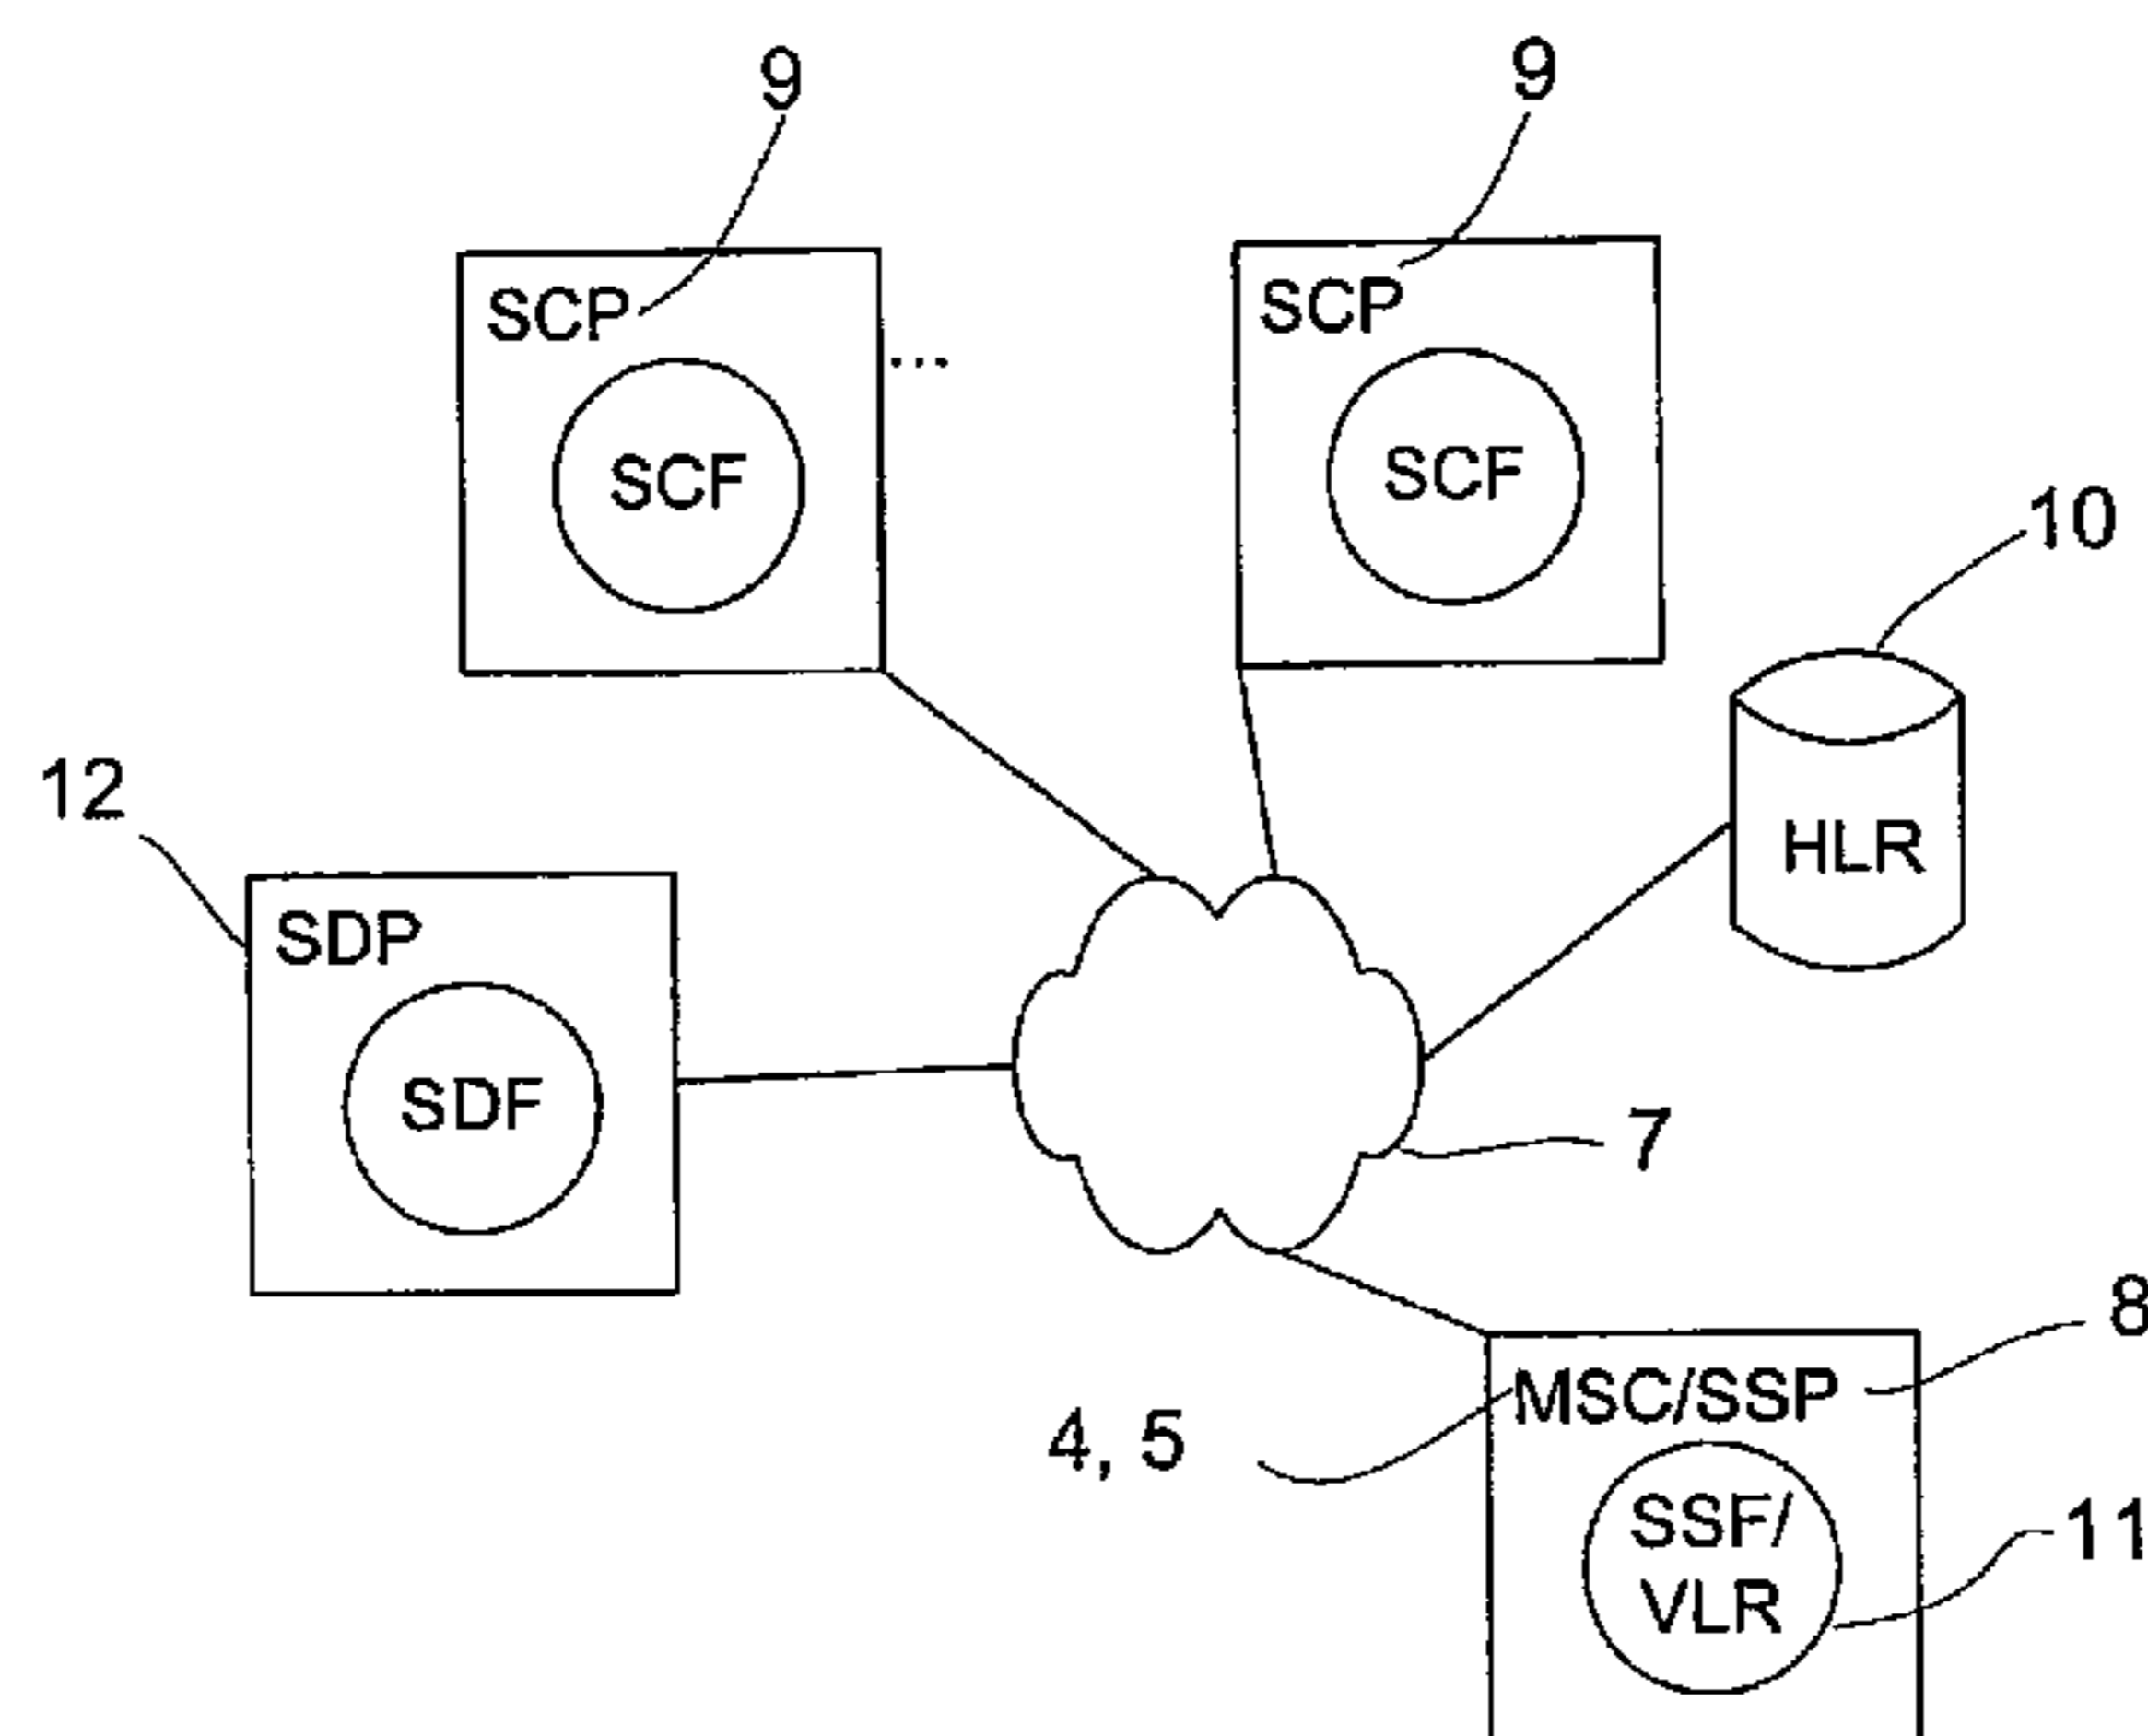 9
9
SCP
SCP
...
SCF
SCF
10
12
HLR
SDP
SDF
7
8
MSC/SSP
4, 5
SSF/
VLR
11